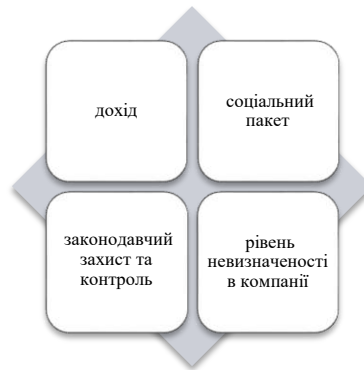 дохід
соціальний
пакет
законодавчий
захист та
контроль
рівень
невизначеності
в компанії